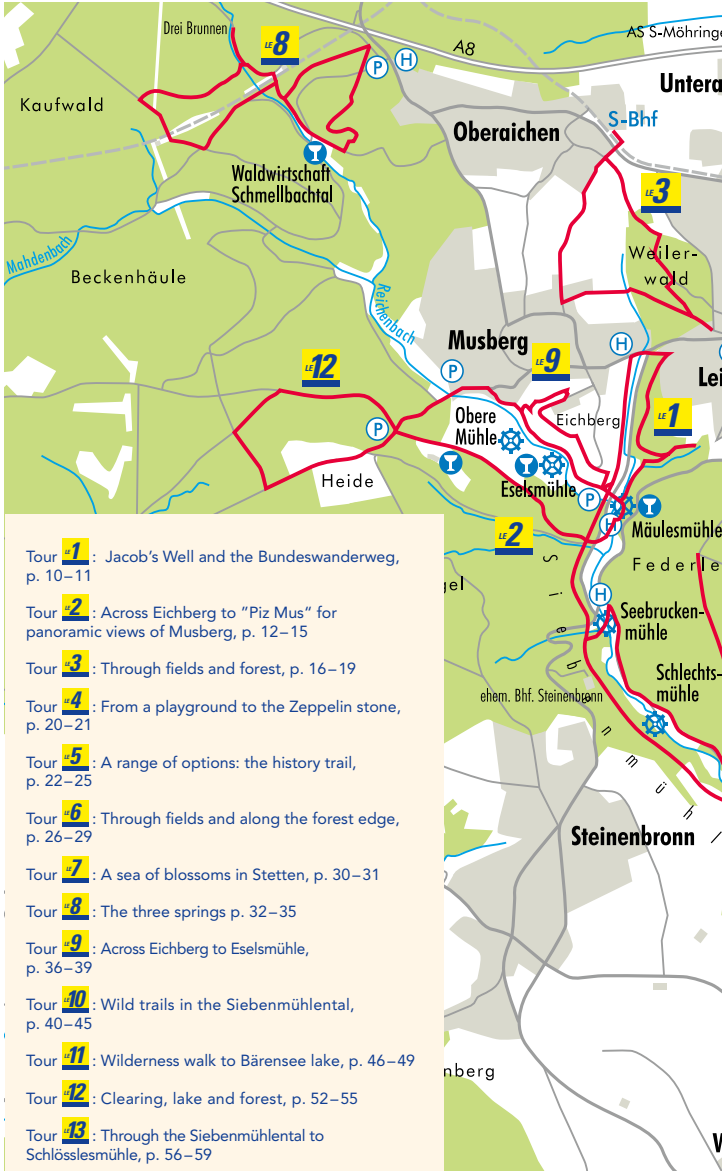 Drei Brunnen
LE 8
A8
AS S-Möhringe
P
H
Kaufwald
Untera
S-Bhf
Oberaichen
Waldwirtschaft
Schmellbachtal
LE 3
Mahdenbach
Weiler-
wald
Beckenhäule
Reichenbach
Musberg
H
LE 9
P
LE 12
Lei
Eichberg
LE 1
Obere
Mühle
P
Heide
Eselsmühle
P
LE 2
H
Mäulesmühle
Federle
gel
H
Seebrucken-
mühle
Siebenmühl
Schlechts-
mühle
ehem. Bhf. Steinenbronn
Steinenbronn
nberg
Tour LE 1 : Jacob's Well and the Bundeswanderweg,
p. 10–11
Tour LE 2 : Across Eichberg to "Piz Mus" for
panoramic views of Musberg, p. 12–15
Tour LE 3 : Through fields and forest, p. 16–19
Tour LE 4 : From a playground to the Zeppelin stone,
p. 20–21
Tour LE 5 : A range of options: the history trail,
p. 22–25
Tour LE 6 : Through fields and along the forest edge,
p. 26–29
Tour LE 7 : A sea of blossoms in Stetten, p. 30–31
Tour LE 8 : The three springs p. 32–35
Tour LE 9 : Across Eichberg to Eselsmühle,
p. 36–39
Tour LE 10 : Wild trails in the Siebenmühlental,
p. 40–45
Tour LE 11 : Wilderness walk to Bärensee lake, p. 46–49
Tour LE 12 : Clearing, lake and forest, p. 52–55
Tour LE 13 : Through the Siebenmühlental to
Schlösslesmühle, p. 56–59